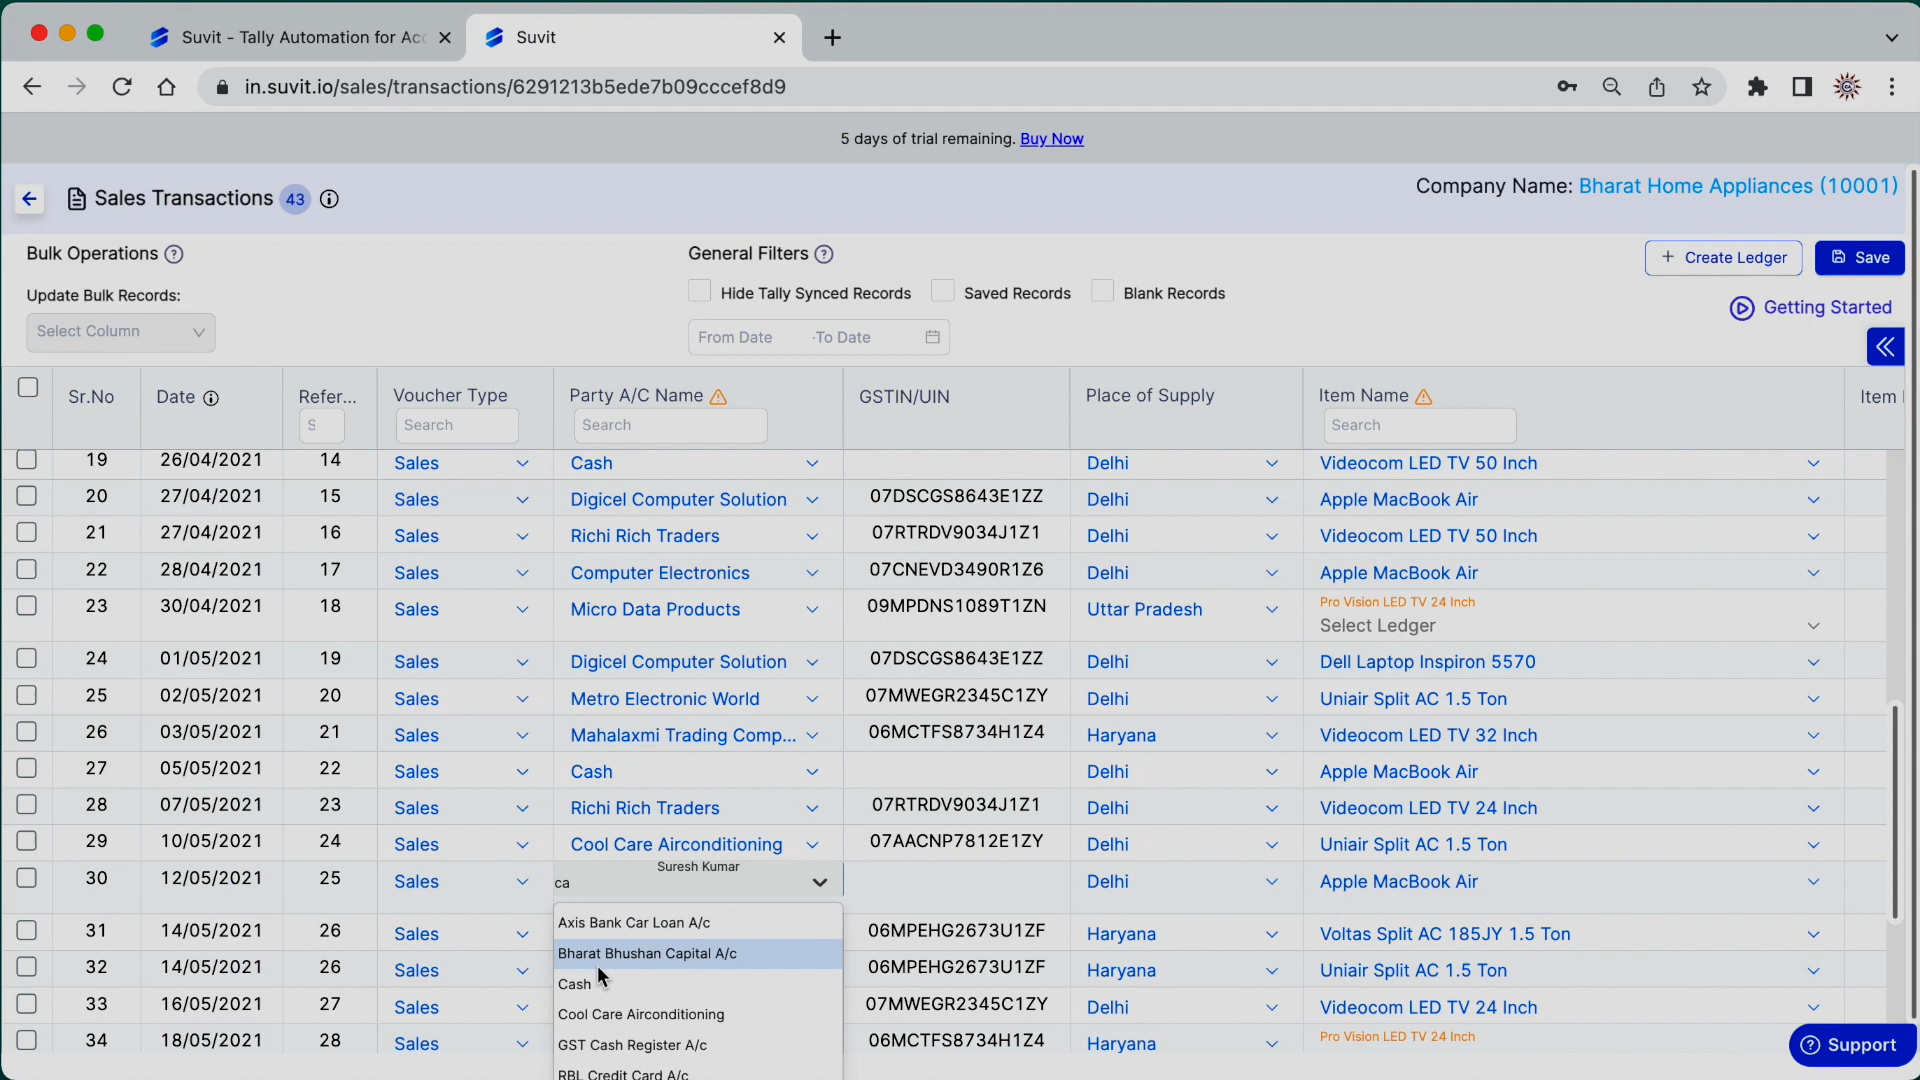 Suvit - Tally Automation for Acc
Suvit
in.suvit.io/sales/transactions/6291213b5ede7b09cccef8d9
5 days of trial remaining. Buy Now
Sales Transactions 43
Company Name: Bharat Home Appliances (10001)
Bulk Operations
General Filters
+ Create Ledger
Save
Update Bulk Records:
Hide Tally Synced Records Saved Records Blank Records
Getting Started
Select Column
From Date -To Date
Sr.No Date Refer... Voucher Type Party A/C Name GSTIN/UIN Place of Supply Item Name Item
S Search Search Search
19 26/04/2021 14 Sales Cash Delhi Videocom LED TV 50 Inch
20 27/04/2021 15 Sales Digicel Computer Solution 07DSCGS8643E1ZZ Delhi Apple MacBook Air
21 27/04/2021 16 Sales Richi Rich Traders 07RTRDV9034J1Z1 Delhi Videocom LED TV 50 Inch
22 28/04/2021 17 Sales Computer Electronics 07CNEVD3490R1Z6 Delhi Apple MacBook Air
23 30/04/2021 18 Sales Micro Data Products 09MPDNS1089T1ZN Uttar Pradesh Pro Vision LED TV 24 Inch
Select Ledger
24 01/05/2021 19 Sales Digicel Computer Solution 07DSCGS8643E1ZZ Delhi Dell Laptop Inspiron 5570
25 02/05/2021 20 Sales Metro Electronic World 07MWEGR2345C1ZY Delhi Uniair Split AC 1.5 Ton
26 03/05/2021 21 Sales Mahalaxmi Trading Comp... 06MCTFS8734H1Z4 Haryana Videocom LED TV 32 Inch
27 05/05/2021 22 Sales Cash Delhi Apple MacBook Air
28 07/05/2021 23 Sales Richi Rich Traders 07RTRDV9034J1Z1 Delhi Videocom LED TV 24 Inch
29 10/05/2021 24 Sales Cool Care Airconditioning 07AACNP7812E1ZY Delhi Uniair Split AC 1.5 Ton
Suresh Kumar
30 12/05/2021 25 Sales ca Delhi Apple MacBook Air
Axis Bank Car Loan A/c
31 14/05/2021 26 Sales 06MPEHG2673U1ZF Haryana Voltas Split AC 185JY 1.5 Ton
Bharat Bhushan Capital A/c
32 14/05/2021 26 Sales 06MPEHG2673U1ZF Haryana Uniair Split AC 1.5 Ton
Cash
33 16/05/2021 27 Sales 07MWEGR2345C1ZY Delhi Videocom LED TV 24 Inch
Cool Care Airconditioning
34 18/05/2021 28 Sales 06MCTFS8734H1Z4 Haryana Pro Vision LED TV 24 Inch
GST Cash Register A/c
RBL Credit Card A/c
Support